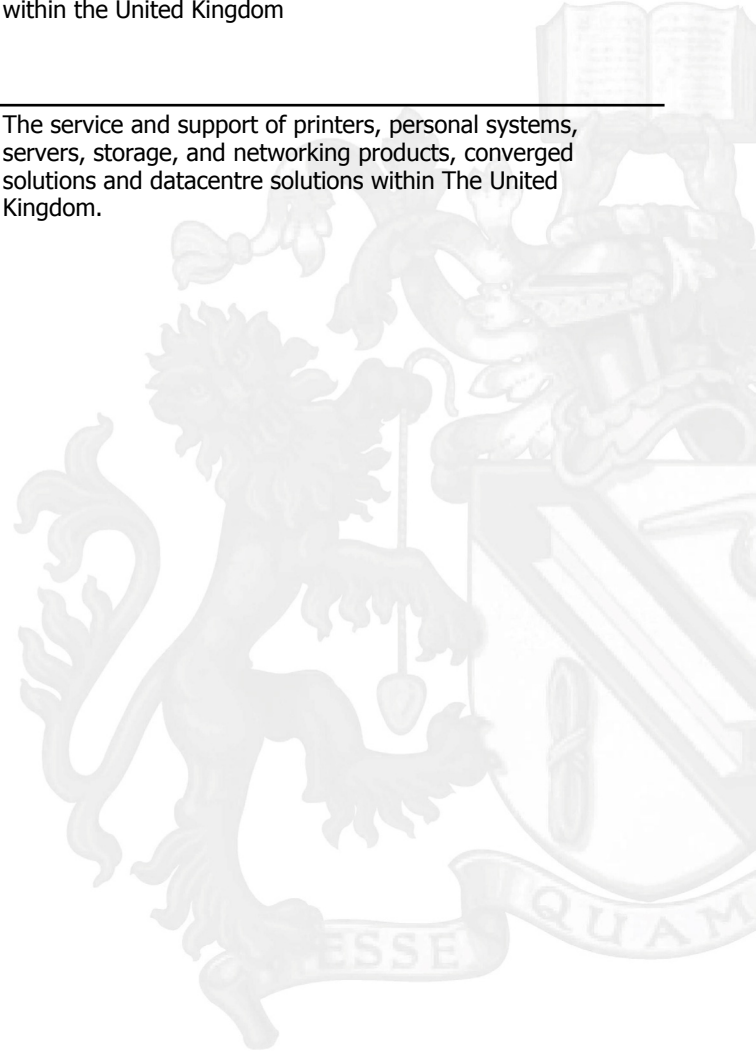 within the United Kingdom
The service and support of printers, personal systems,
servers, storage, and networking products, converged
solutions and datacentre solutions within The United
Kingdom.
ESSE
QUAM